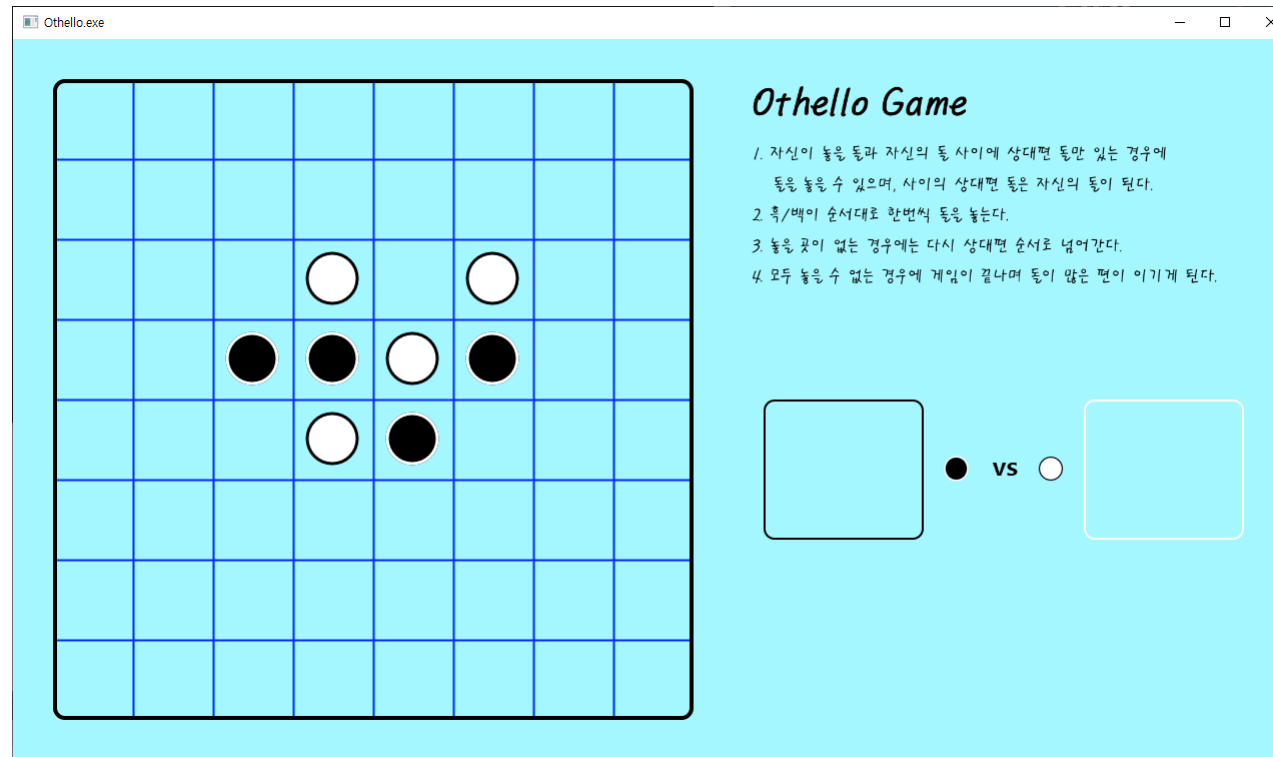 Othello.exe
Othello Game
1. 자신이 놓을 돌과 자신의 돌 사이에 상대편 돌만 있는 경우에
돌을 놓을 수 있으며, 사이의 상대편 돌은 자신의 돌이 된다.
2. 흑/백이 순서대로 한번씩 돌을 놓는다.
3. 놓을 곳이 없는 경우에는 다시 상대편 순서로 넘어간다.
4. 모두 놓을 수 없는 경우에 게임이 끝나며 돌이 많은 편이 이기게 된다.
VS